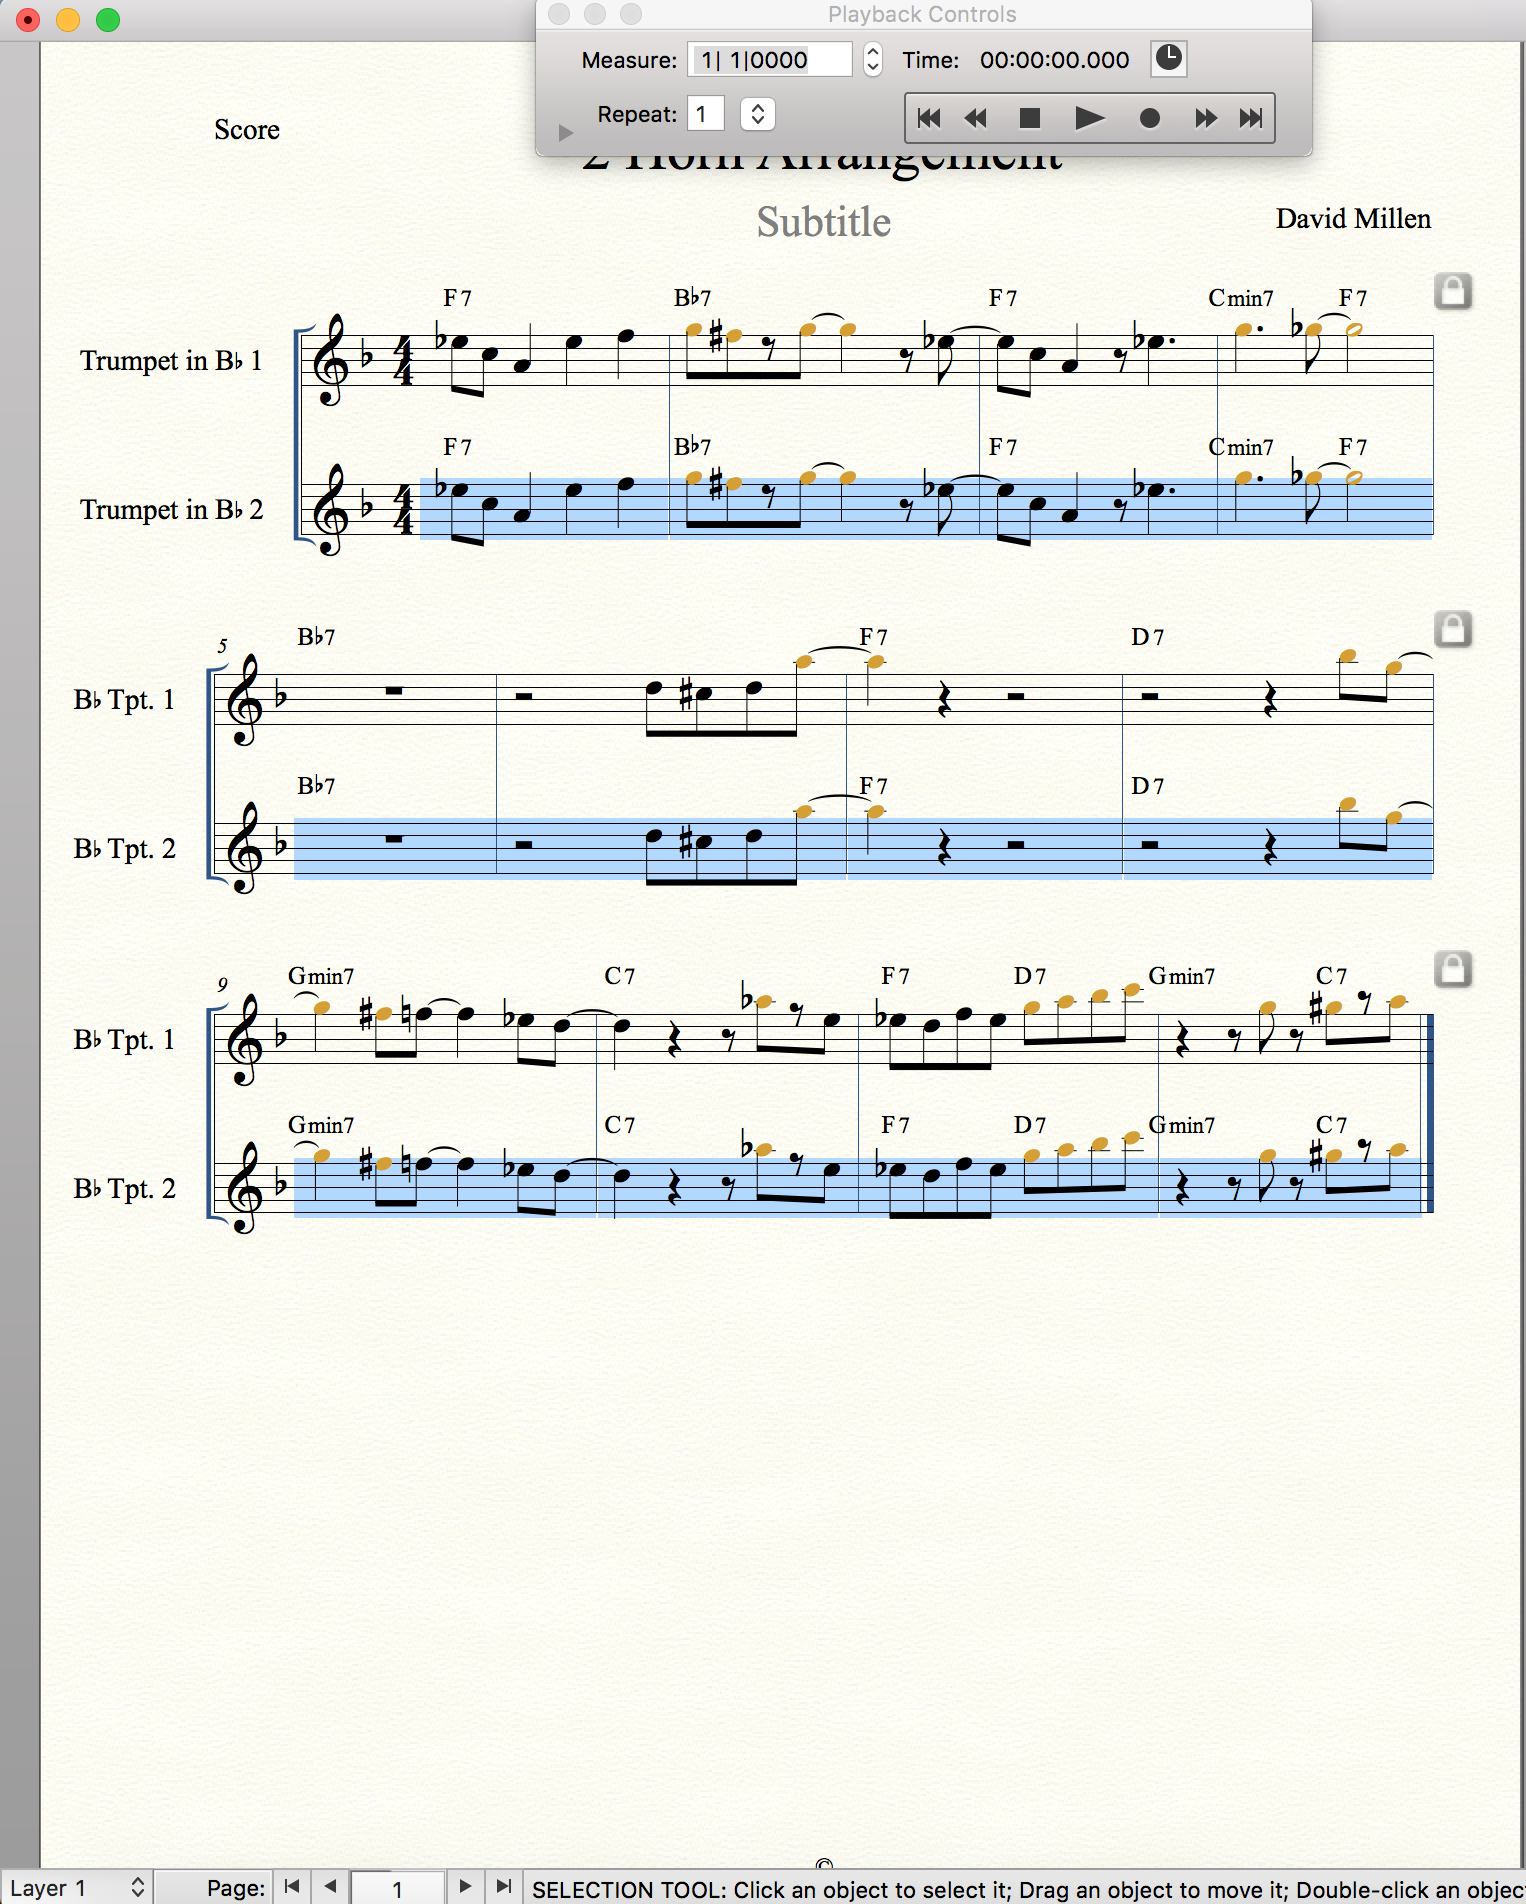 Playback Controls
Measure: 1| 1|0000 Time: 00:00:00.000
Repeat: 1
Score
2 Horn Arrangement
Subtitle
David Millen
F7 B♭7 F7 Cmin7 F7
Trumpet in B♭ 1
F7 B♭7 F7 Cmin7 F7
Trumpet in B♭ 2
5 B♭7 F7 D7
B♭ Tpt. 1
B♭7 F7 D7
B♭ Tpt. 2
9 Gmin7 C7 F7 D7 Gmin7 C7
B♭ Tpt. 1
Gmin7 C7 F7 D7 Gmin7 C7
B♭ Tpt. 2
©
Layer 1 Page: 1 SELECTION TOOL: Click an object to select it; Drag an object to move it; Double-click an objec